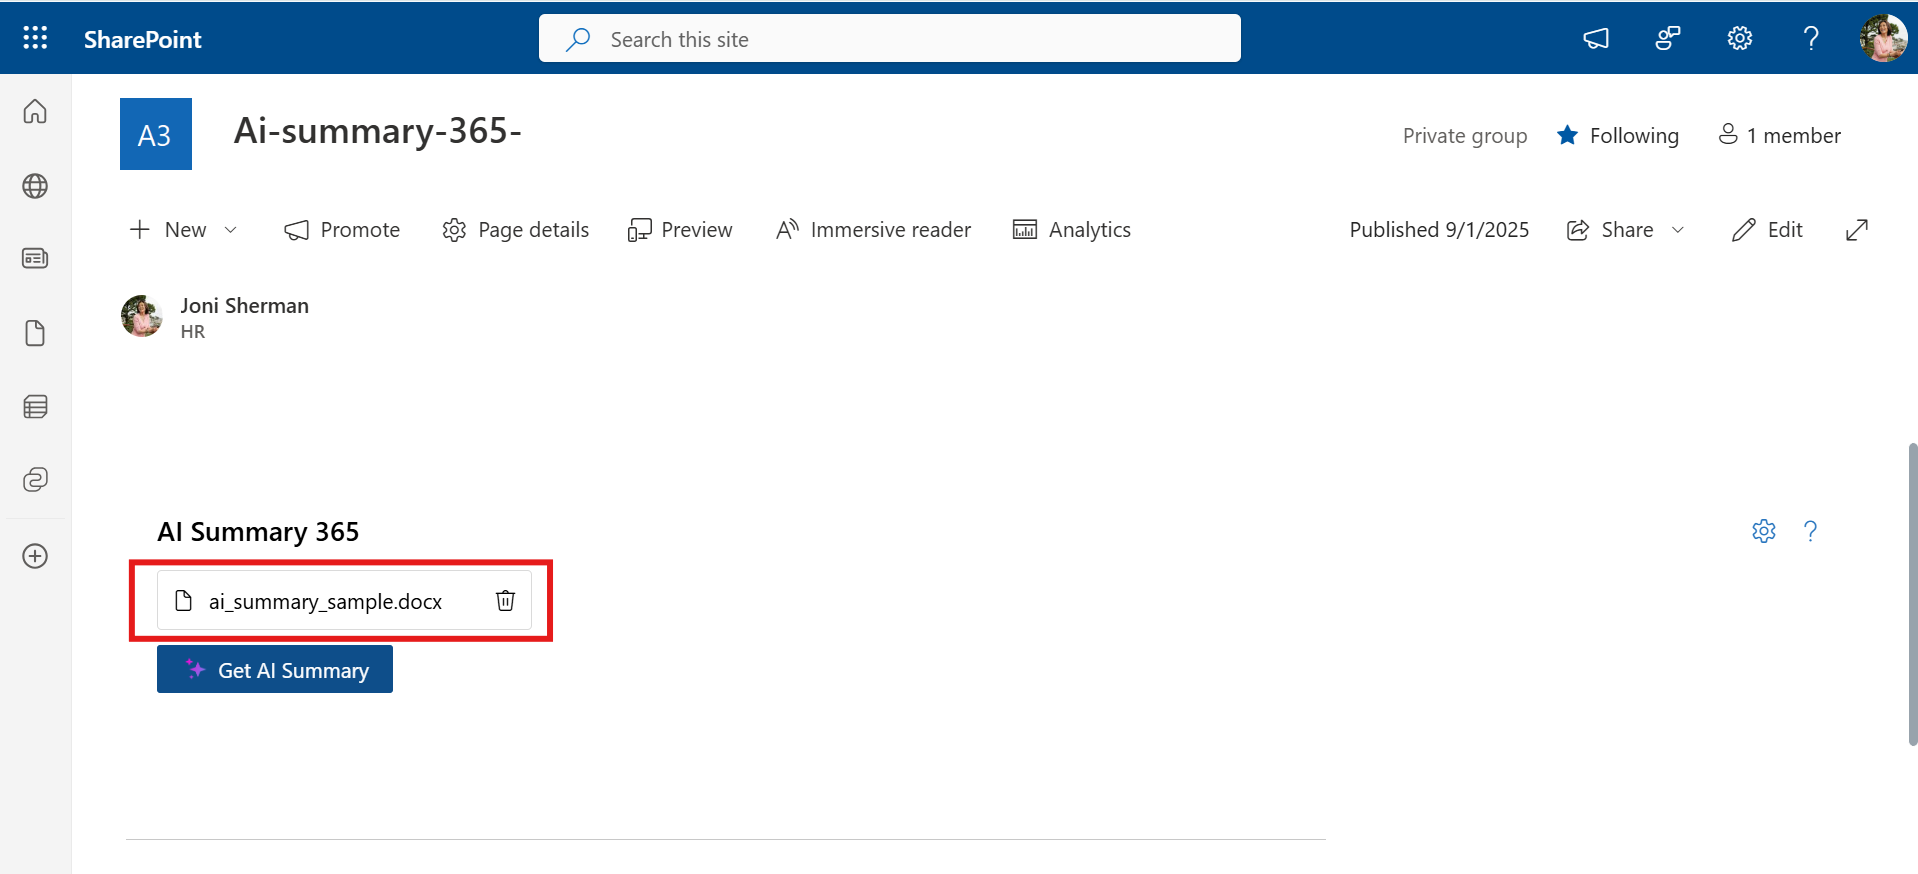 SharePoint
Search this site
A3
Ai-summary-365-
Private group
Following
1 member
New
Promote
Page details
Preview
Immersive reader
Analytics
Published 9/1/2025
Share
Edit
Joni Sherman
HR
AI Summary 365
ai_summary_sample.docx
Get AI Summary